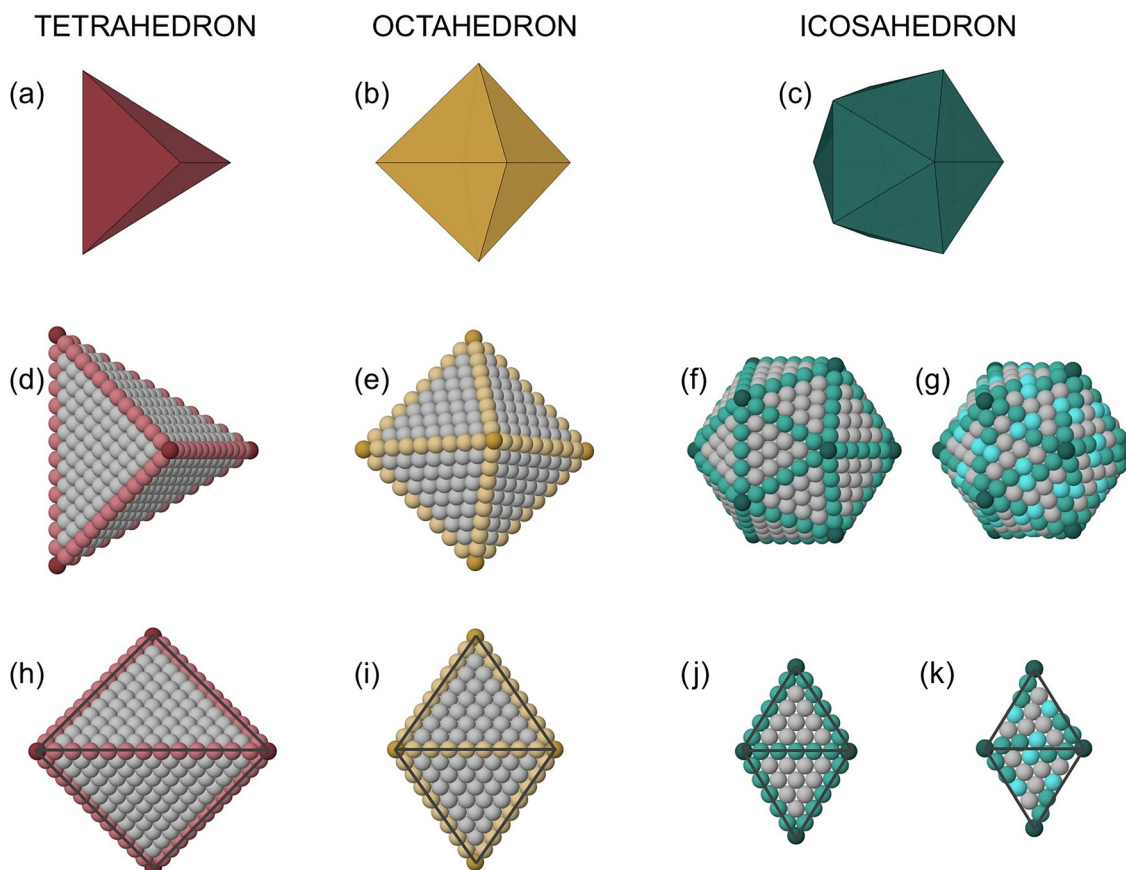 TETRAHEDRON OCTAHEDRON ICOSAHEDRON
(a) (b) (c)
(d) (e) (f) (g)
(h) (i) (j) (k)